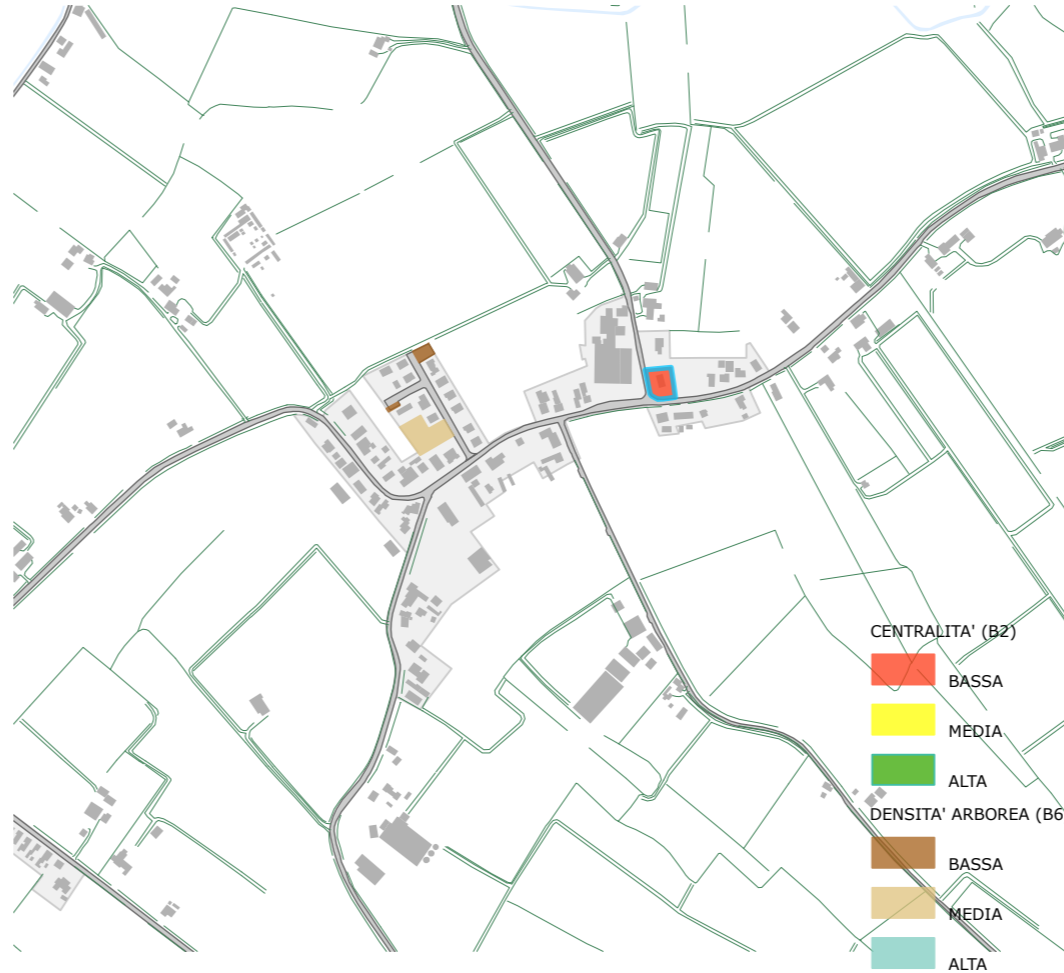 CENTRALITA' (B2)
BASSA
MEDIA
ALTA
DENSITA' ARBOREA (B6
BASSA
MEDIA
ALTA